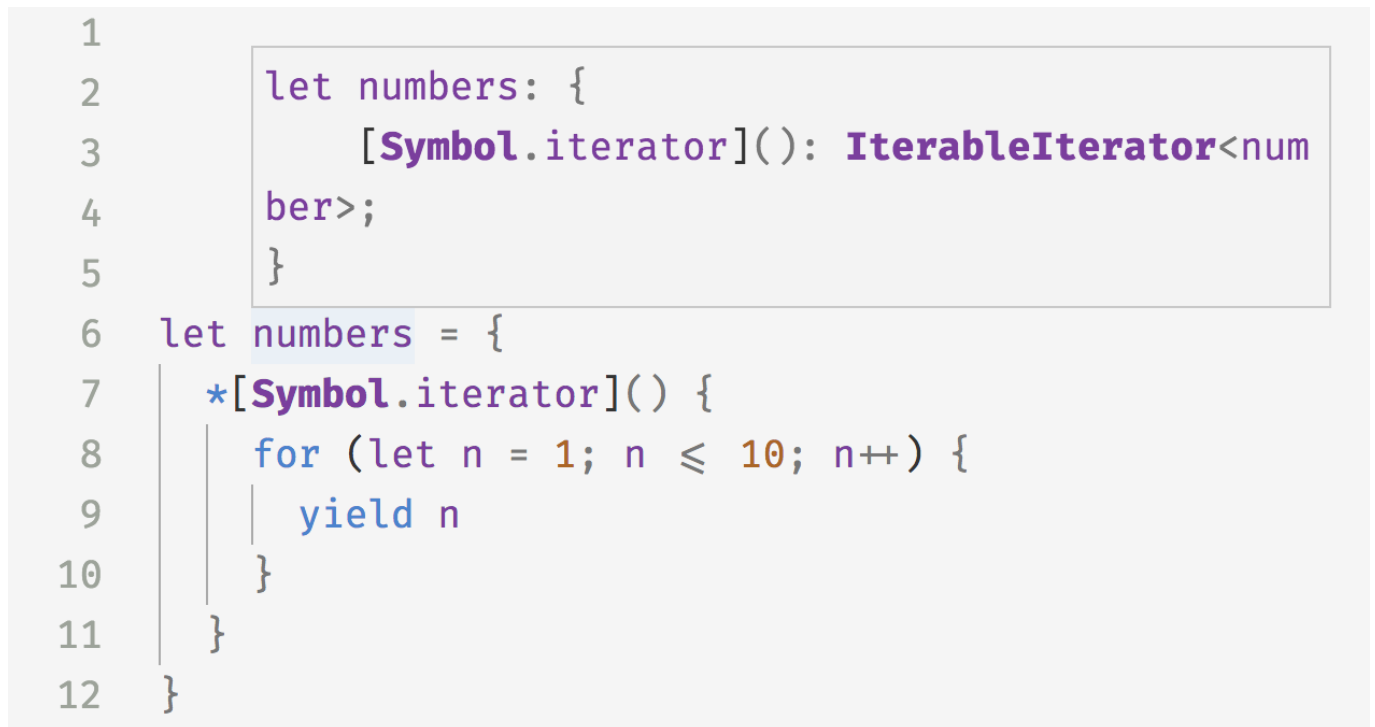 1
2
3
4
5
let numbers: {
[Symbol.iterator](): IterableIterator<num
ber>;
}
6 let numbers = {
7 *[Symbol.iterator]() {
8 for (let n = 1; n ⩽ 10; n++) {
9 yield n
10 }
11 }
12 }